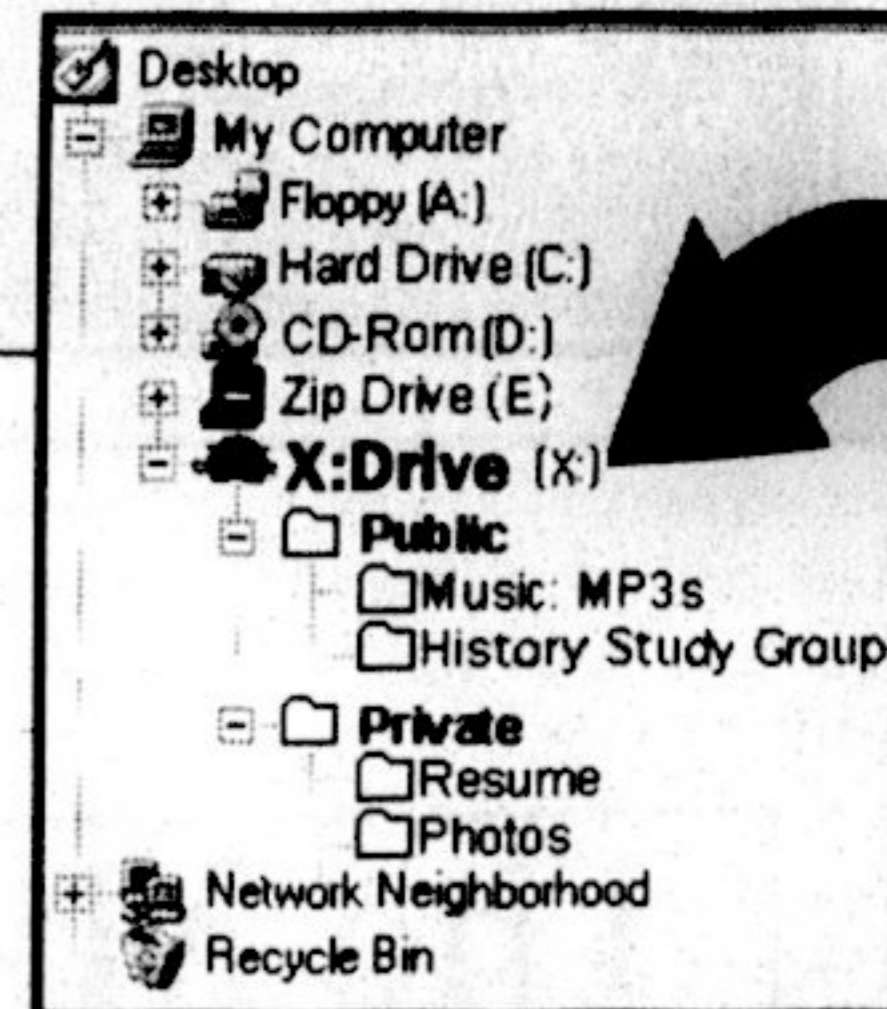 Desktop
My Computer
Floppy (A:)
Hard Drive (C:)
CD-Rom(D:)
Zip Drive (E)
X:Drive (X:)
Public
Music: MP3s
History Study Group
Private
Resume
Photos
Network Neighborhood
Recycle Bin